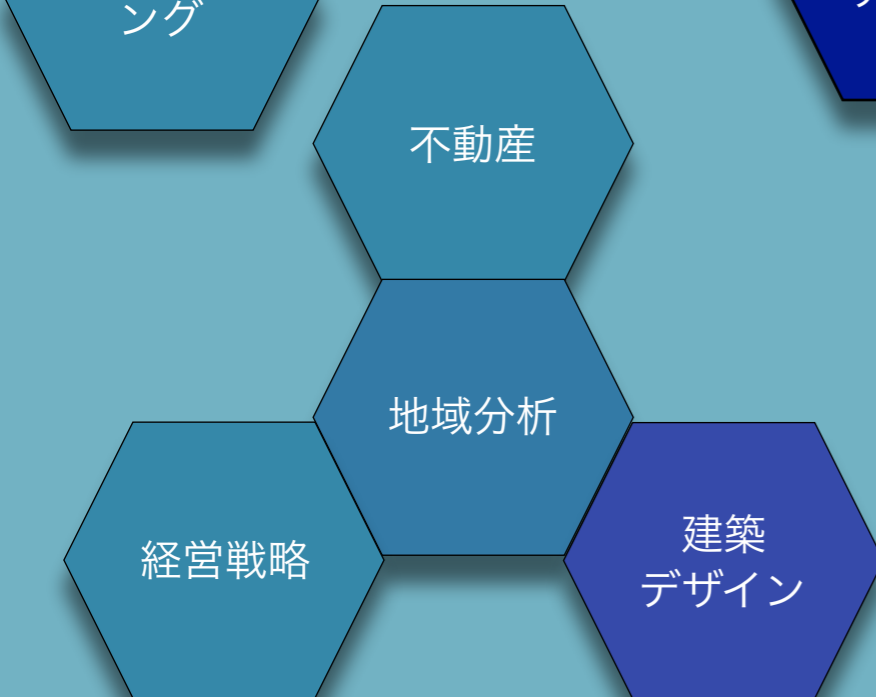 ング
不動産
地域分析
経営戦略
建築
デザイン